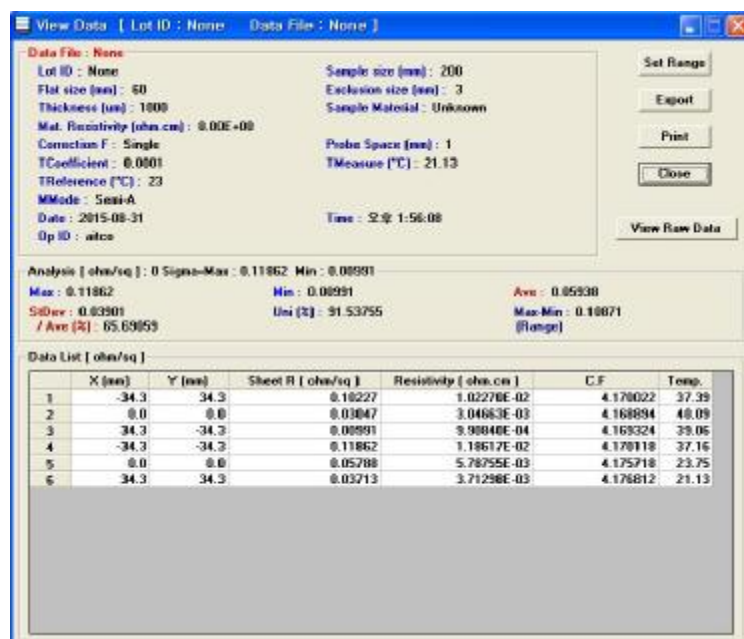 View Data [ Lot ID : None Data File : None ]
Data File : None
Lot ID : None Sample size (mm) : 200
Flat size (mm) : 60 Exclusion size (mm) : 3
Thickness (um) : 1000 Sample Material : Unknown
Mat. Resistivity (ohm.cm) : 0.00E+00
Correction F : Single Probe Space (mm) : 1
TCoefficient : 0.0001 TMeasure (°C) : 21.13
TReference (°C) : 23
MMode : Semi-A
Date : 2015-08-31 Time : 오후 1:56:08
Op ID : aitco
Set Range
Export
Print
Close
View Raw Data
Analysis [ ohm/sq ] : 0 Sigma-Max : 0.11862 Min : 0.00991
Max : 0.11862 Min : 0.00991 Ave : 0.05938
StDev : 0.03901 Uni (%) : 91.53755 Max-Min : 0.10871
/ Ave (%) : 65.69059 (Range)
Data List [ ohm/sq ]
X (mm) Y (mm) Sheet R [ ohm/sq ] Resistivity [ ohm.cm ] C.F Temp.
1 -34.3 34.3 0.10227 1.02270E-02 4.170022 37.39
2 0.0 0.0 0.03047 3.04663E-03 4.168894 40.09
3 34.3 -34.3 0.00991 9.90840E-04 4.169324 39.06
4 -34.3 -34.3 0.11862 1.18617E-02 4.170118 37.16
5 0.0 0.0 0.05788 5.78755E-03 4.175718 23.75
6 34.3 34.3 0.03713 3.71298E-03 4.176812 21.13